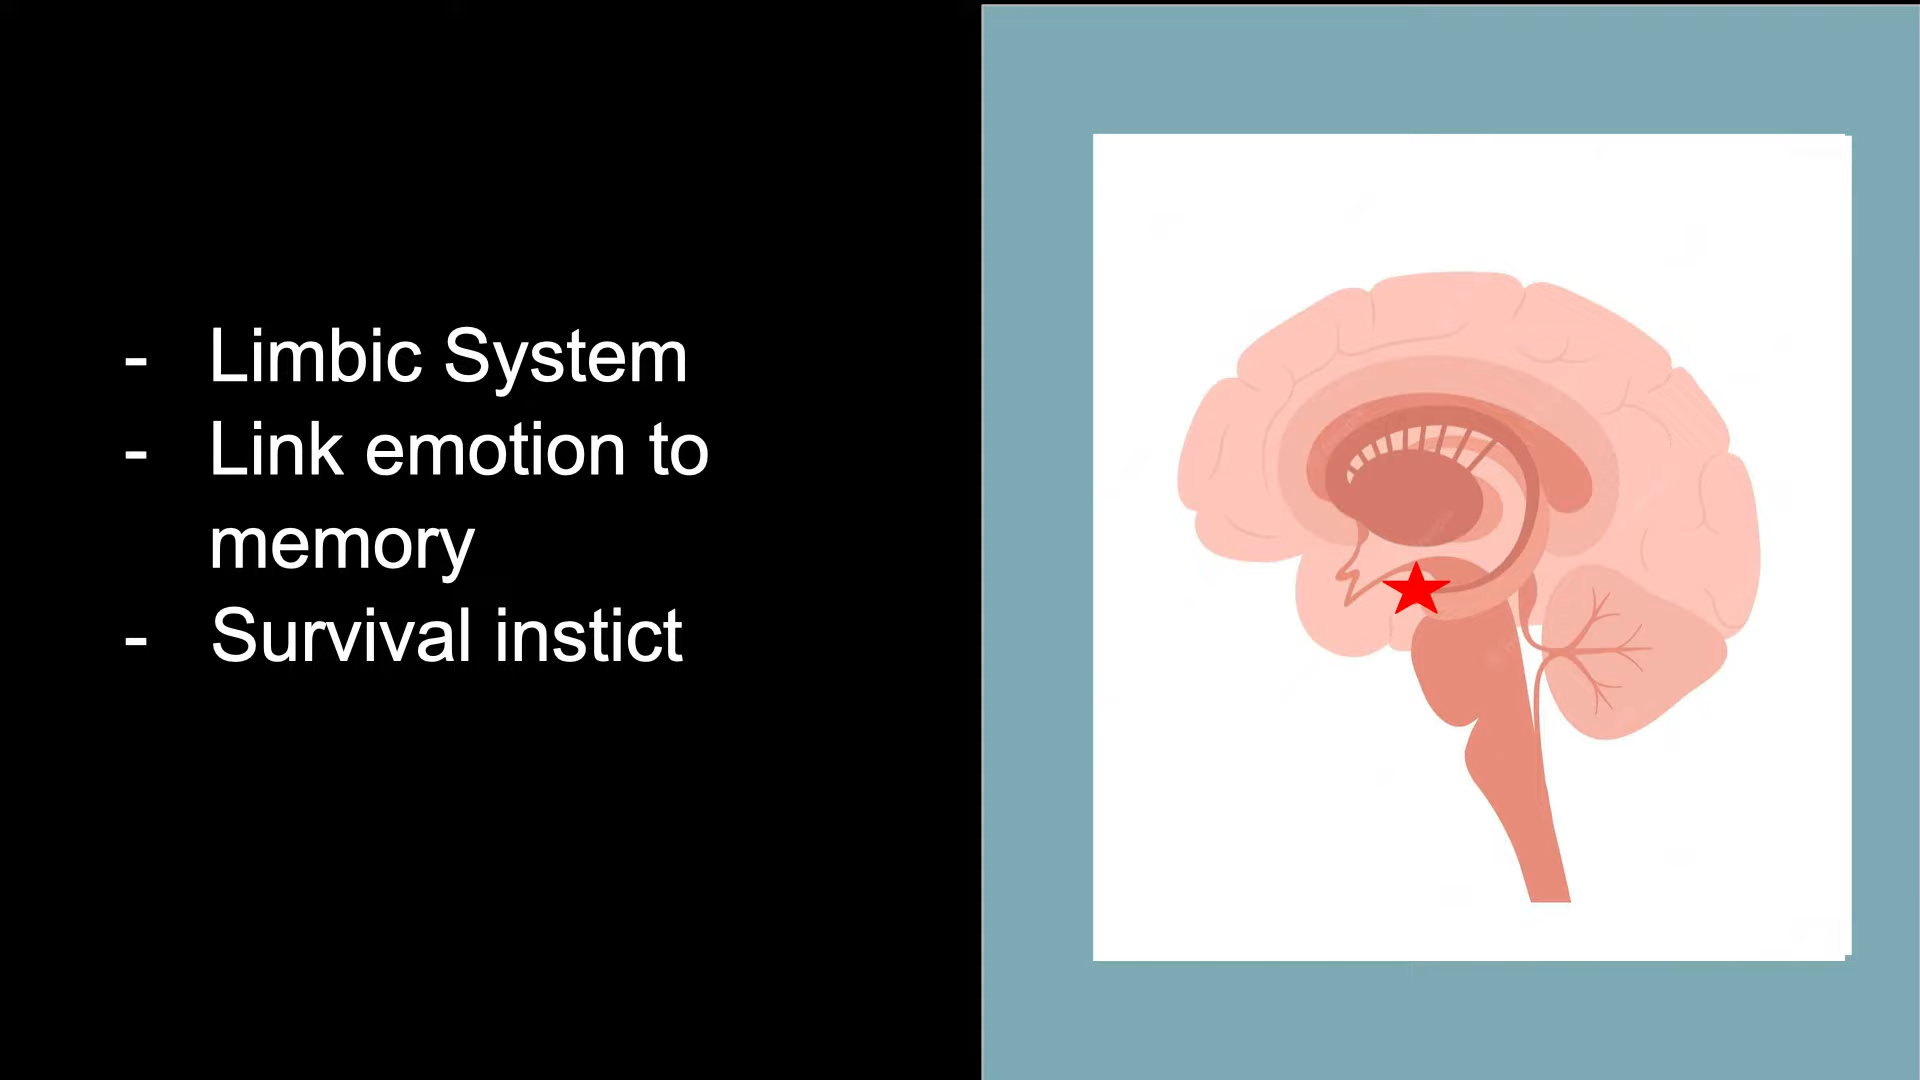 - Limbic System
- Link emotion to
memory
- Survival instict